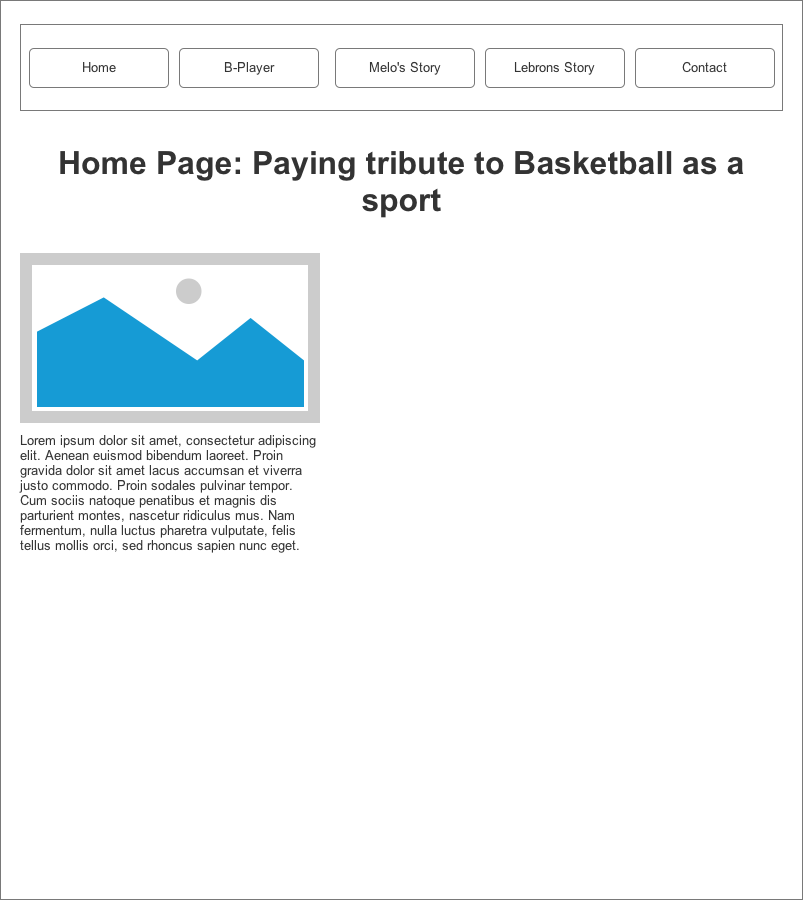 Home
B-Player
Melo's Story
Lebrons Story
Contact
Home Page: Paying tribute to Basketball as a
sport
Lorem ipsum dolor sit amet, consectetur adipiscing
elit. Aenean euismod bibendum laoreet. Proin
gravida dolor sit amet lacus accumsan et viverra
justo commodo. Proin sodales pulvinar tempor.
Cum sociis natoque penatibus et magnis dis
parturient montes, nascetur ridiculus mus. Nam
fermentum, nulla luctus pharetra vulputate, felis
tellus mollis orci, sed rhoncus sapien nunc eget.